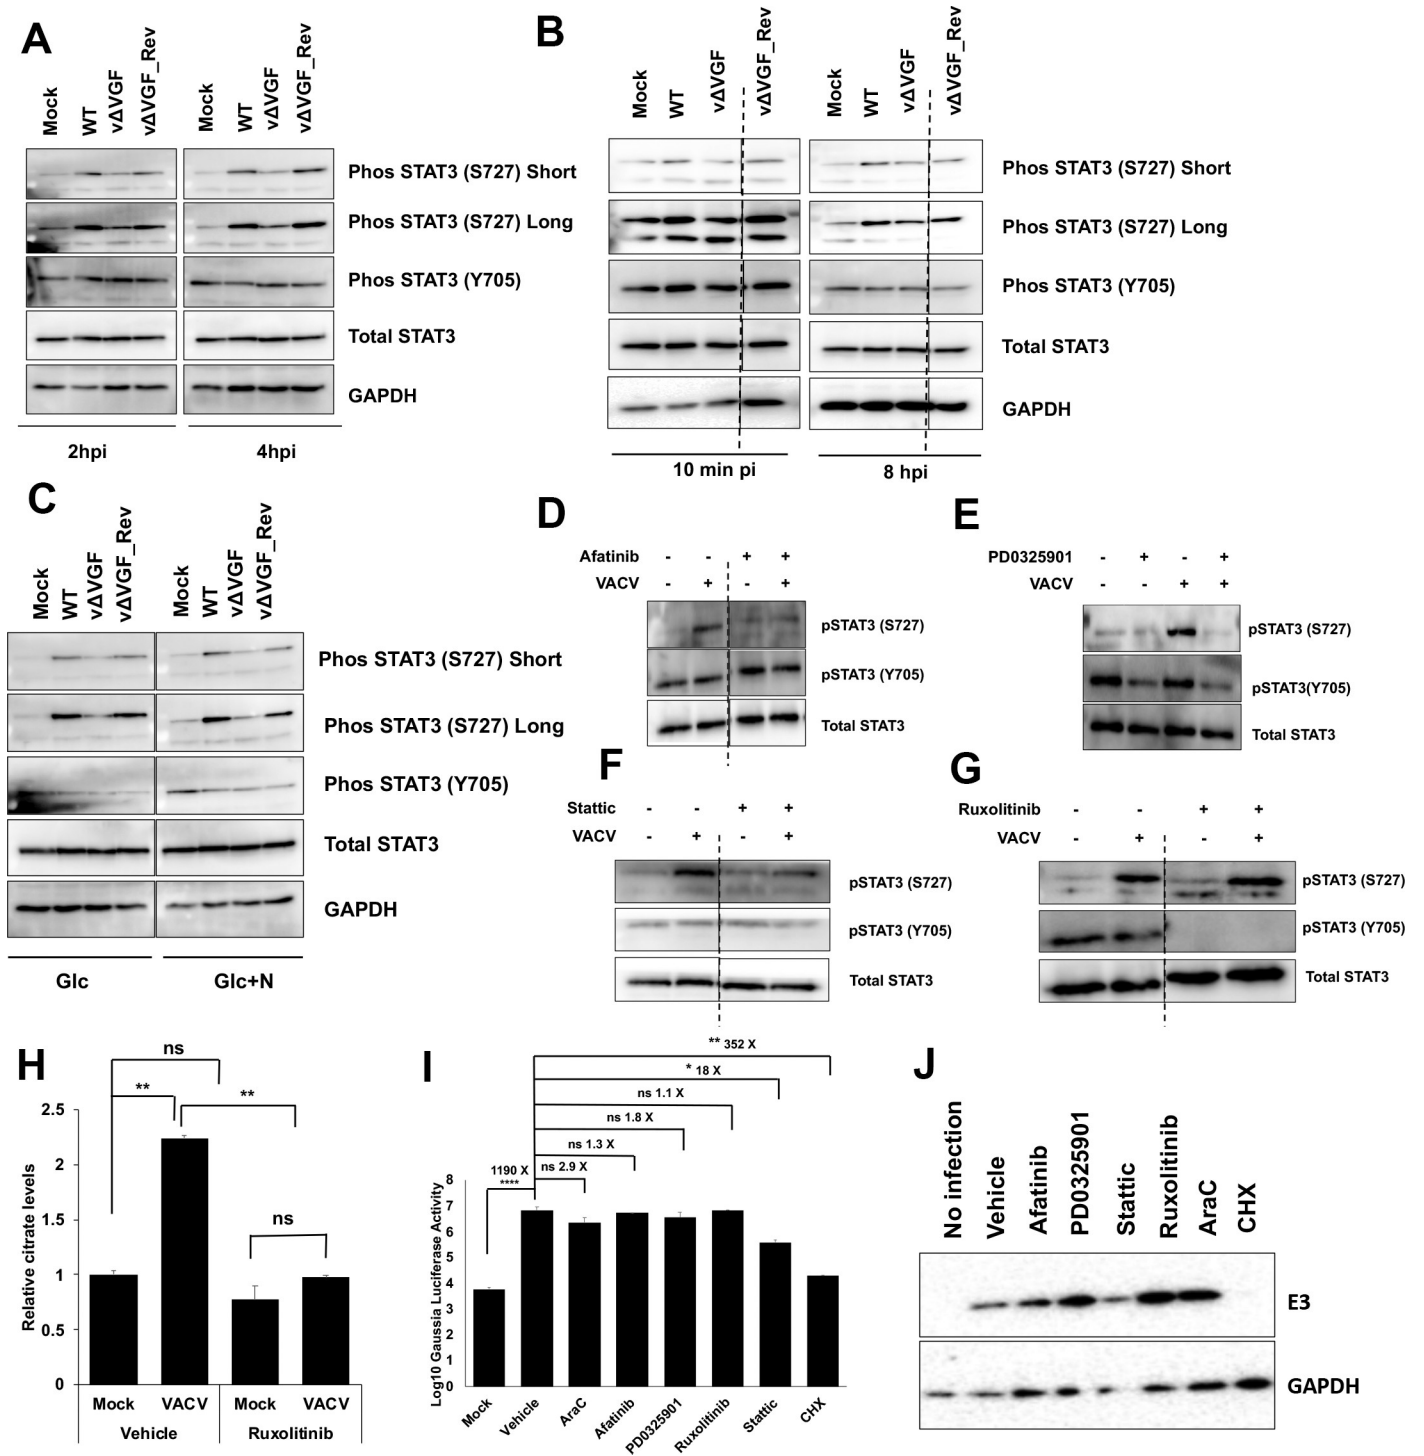 A
Mock
WT
vΔVGF
vΔVGF_Rev
Mock
WT
vΔVGF
vΔVGF_Rev
Phos STAT3 (S727) Short
Phos STAT3 (S727) Long
Phos STAT3 (Y705)
Total STAT3
GAPDH
2hpi
4hpi
B
Mock
WT
vΔVGF
vΔVGF_Rev
Mock
WT
vΔVGF
vΔVGF_Rev
Phos STAT3 (S727) Short
Phos STAT3 (S727) Long
Phos STAT3 (Y705)
Total STAT3
GAPDH
10 min pi
8 hpi
C
Mock
WT
vΔVGF
vΔVGF_Rev
Mock
WT
vΔVGF
vΔVGF_Rev
Phos STAT3 (S727) Short
Phos STAT3 (S727) Long
Phos STAT3 (Y705)
Total STAT3
GAPDH
Glc
Glc+N
D
Afatinib - - + +
VACV - + - +
pSTAT3 (S727)
pSTAT3 (Y705)
Total STAT3
E
PD0325901 - + - +
VACV - - + +
pSTAT3 (S727)
pSTAT3(Y705)
Total STAT3
F
Stattic - - + +
VACV - + - +
pSTAT3 (S727)
pSTAT3 (Y705)
Total STAT3
G
Ruxolitinib - - + +
VACV - + - +
pSTAT3 (S727)
pSTAT3 (Y705)
Total STAT3
H
ns
**
**
ns
Relative citrate levels
2.5
2
1.5
1
0.5
0
Mock VACV Mock VACV
Vehicle Ruxolitinib
I
** 352 X
* 18 X
ns 1.1 X
ns 1.8 X
ns 1.3 X
ns 2.9 X
1190 X
****
Log10 Gaussia Luciferase Activity
8
7
6
5
4
3
2
1
0
Mock
Vehicle
AraC
Afatinib
PD0325901
Ruxolitinib
Stattic
CHX
J
No infection
Vehicle
Afatinib
PD0325901
Stattic
Ruxolitinib
AraC
CHX
E3
GAPDH